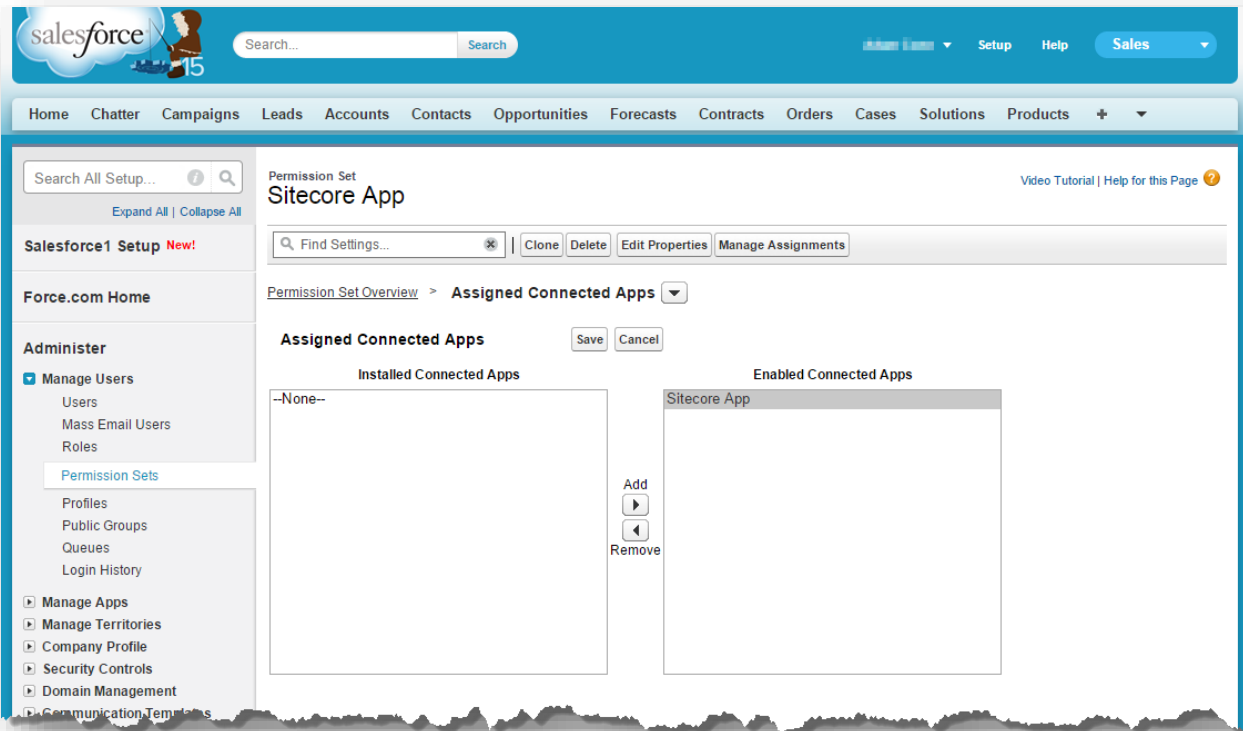 salesforce
15
Search...
Search
Setup
Help
Sales
Home Chatter Campaigns Leads Accounts Contacts Opportunities Forecasts Contracts Orders Cases Solutions Products +
Search All Setup...
Expand All | Collapse All
Salesforce1 Setup New!
Force.com Home
Administer
Manage Users
Users
Mass Email Users
Roles
Permission Sets
Profiles
Public Groups
Queues
Login History
Manage Apps
Manage Territories
Company Profile
Security Controls
Domain Management
Communication Templates
Permission Set
Sitecore App
Video Tutorial | Help for this Page ?
Find Settings... | Clone Delete Edit Properties Manage Assignments
Permission Set Overview > Assigned Connected Apps
Assigned Connected Apps Save Cancel
Installed Connected Apps
--None--
Add
Remove
Enabled Connected Apps
Sitecore App